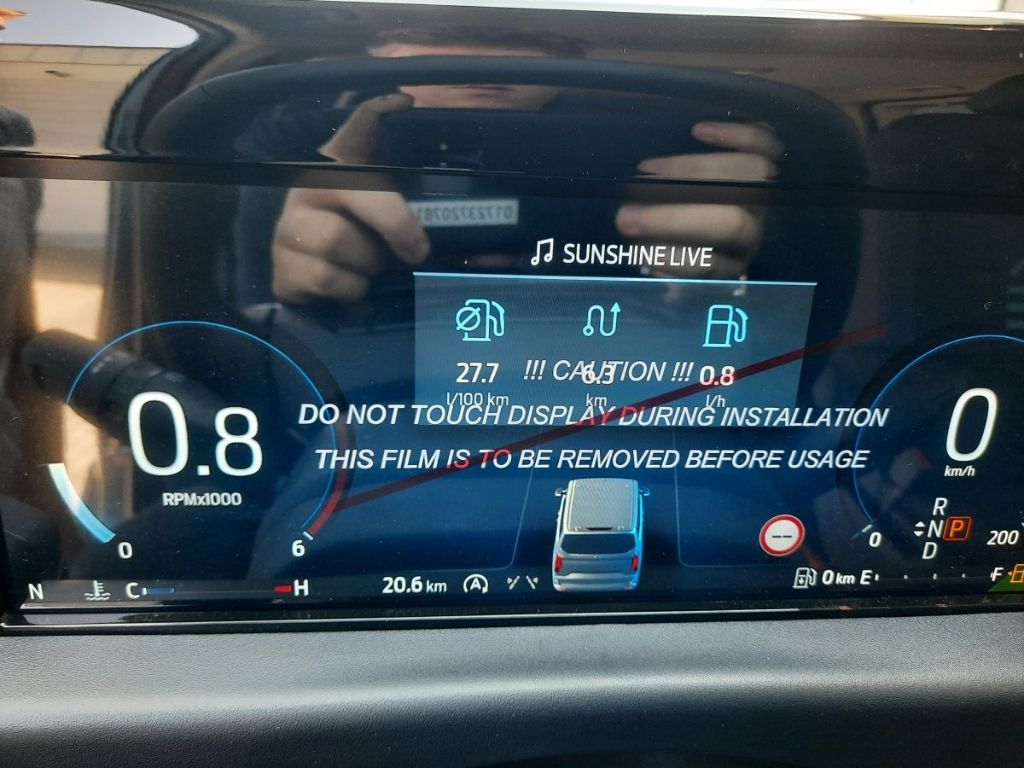 SUNSHINE LIVE
27.7 6.3 0.8
l/100 km km l/h
!!! CAUTION !!!
DO NOT TOUCH DISPLAY DURING INSTALLATION
THIS FILM IS TO BE REMOVED BEFORE USAGE
0.8
RPMx1000
0 6
0
km/h
0 200
R
N P
D
N C H
20.6 km A
--
0 km E F